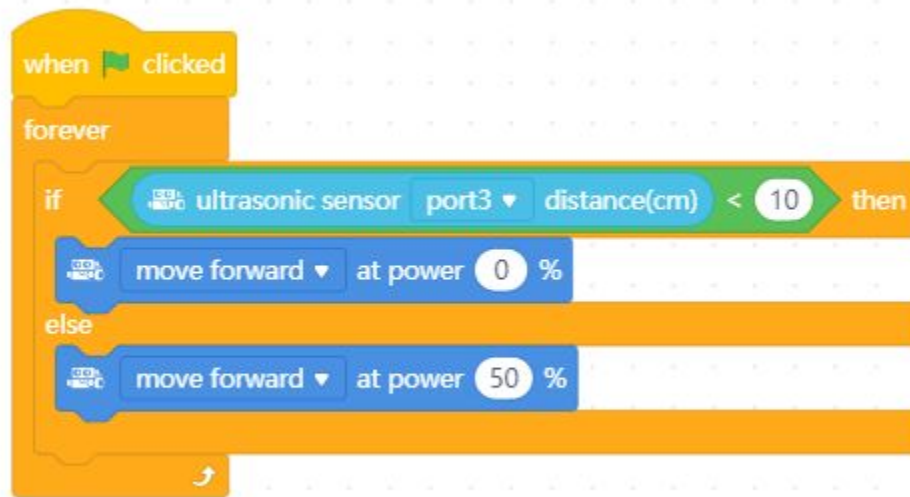 when clicked
forever
if ultrasonic sensor port3 distance(cm) < 10 then
move forward at power 0 %
else
move forward at power 50 %